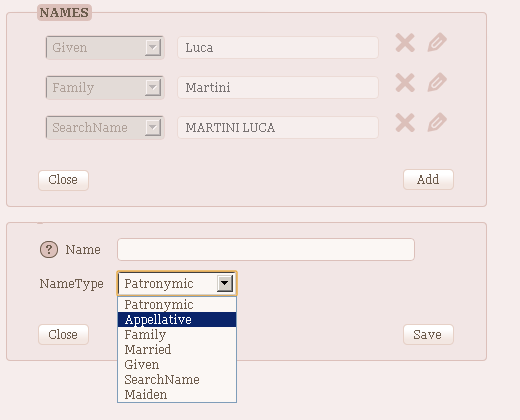 NAMES
Given Luca
Family Martini
SearchName MARTINI LUCA
Close Add
? Name
NameType Patronymic
Patronymic
Appellative
Family
Close Save
Married
Given
SearchName
Maiden